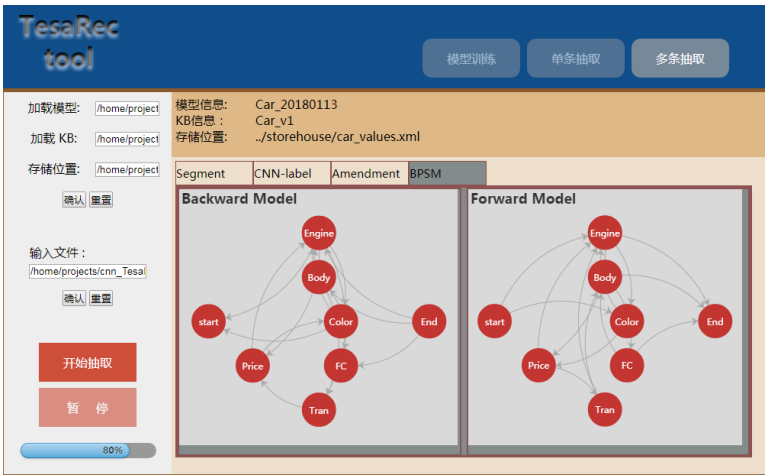 TesaRec
tool
模型训练
单条抽取
多条抽取
加载模型: /home/project
加载 KB: /home/project
存储位置: /home/project
确认 重置
输入文件：
/home/projects/cnn_Tesal
确认 重置
开始抽取
暂 停
80%
模型信息: Car_20180113
KB信息： Car_v1
存储位置: ../storehouse/car_values.xml
Segment CNN-label Amendment BPSM
Backward Model
Engine
Body
start
Color
End
Price
FC
Tran
Forward Model
Engine
Body
start
Color
End
Price
FC
Tran